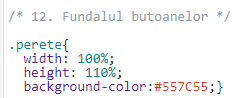 /* 12. Fundalul butoanelor */
.perete{
width: 100%;
height: 110%;
background-color:#557C55;}